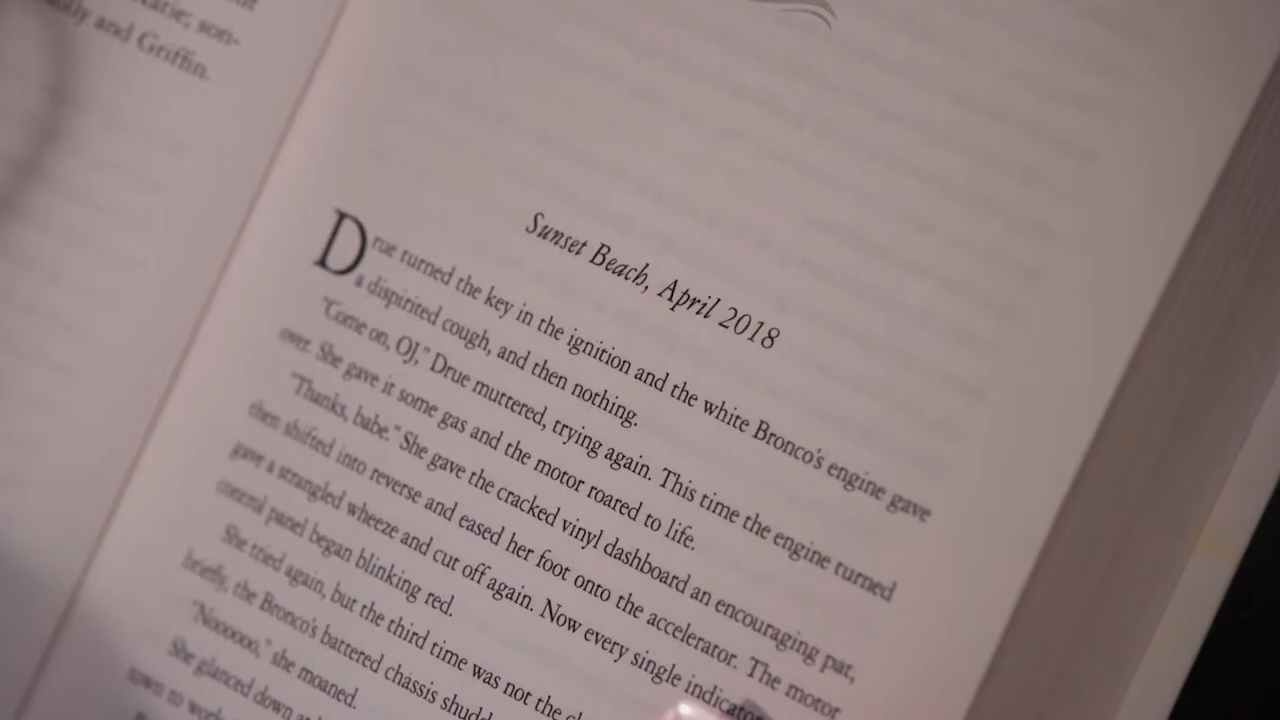 son-
and Griffin.
Sunset Beach, April 2018
Drue turned the key in the ignition and the white Bronco's engine gave
a dispirited cough, and then nothing.
"Come on, OJ," Drue muttered, trying again. This time the engine turned
over. She gave it some gas and the motor roared to life.
"Thanks, babe." She gave the cracked vinyl dashboard an encouraging pat,
then shifted into reverse and eased her foot onto the accelerator. The motor
gave a strangled wheeze and cut off again. Now every single indicator
control panel began blinking red.
She tried again, but the third time was not the
briefly, the Bronco's battered chassis
"Nooooo," she moaned.
She glanced down at
town to